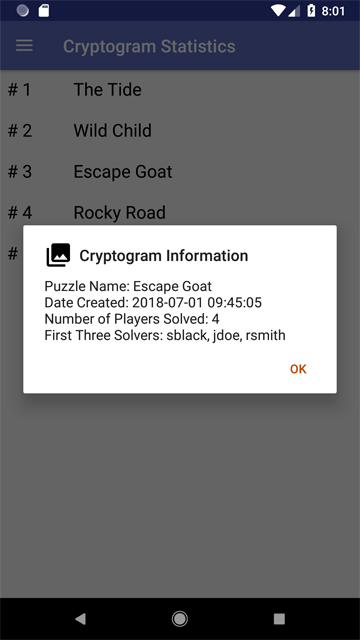 8:01
Cryptogram Statistics
# 1 The Tide
# 2 Wild Child
# 3 Escape Goat
# 4 Rocky Road
#
Cryptogram Information
Puzzle Name: Escape Goat
Date Created: 2018-07-01 09:45:05
Number of Players Solved: 4
First Three Solvers: sblack, jdoe, rsmith
OK